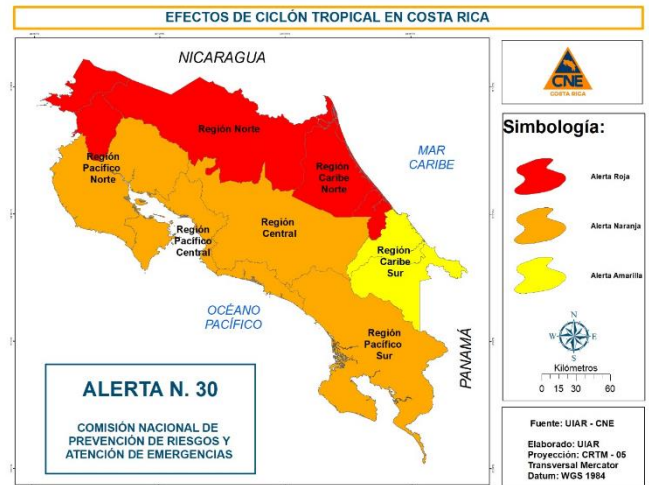 EFECTOS DE CICLÓN TROPICAL EN COSTA RICA
NICARAGUA
Región Norte
Región
Pacífico
Norte
Región
Caribe
Norte
MAR
CARIBE
Región
Pacífico
Central
Región
Central
Región
Caribe
Sur
OCÉANO
PACÍFICO
Región
Pacífico
Sur
PANAMÁ
ALERTA N. 30
COMISIÓN NACIONAL DE
PREVENCIÓN DE RIESGOS Y
ATENCIÓN DE EMERGENCIAS
CNE
COSTA RICA
Simbología:
Alerta Roja
Alerta Naranja
Alerta Amarilla
N
W E
S
Kilómetros
0 15 30 60
Fuente: UIAR - CNE
Elaborado: UIAR
Proyección: CRTM - 05
Transversal Mercator
Datum: WGS 1984